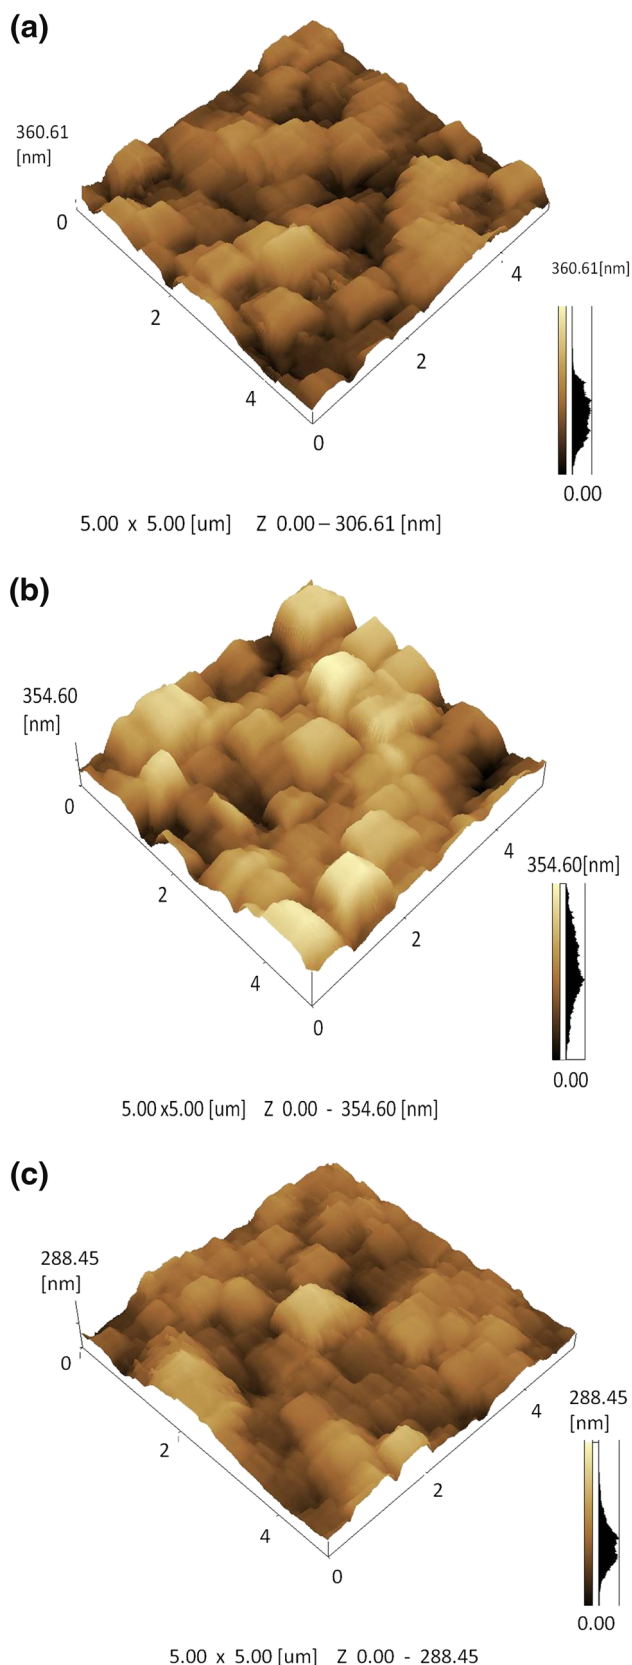 (a)
360.61
[nm]
0
2
4
0
2
4
360.61[nm]
0.00
5.00 x 5.00 [um] Z 0.00 – 306.61 [nm]
(b)
354.60
[nm]
0
2
4
0
2
4
354.60[nm]
0.00
5.00 x5.00 [um] Z 0.00 - 354.60 [nm]
(c)
288.45
[nm]
0
2
4
0
2
4
288.45
[nm]
0.00
5.00 x 5.00 [um] Z 0.00 - 288.45